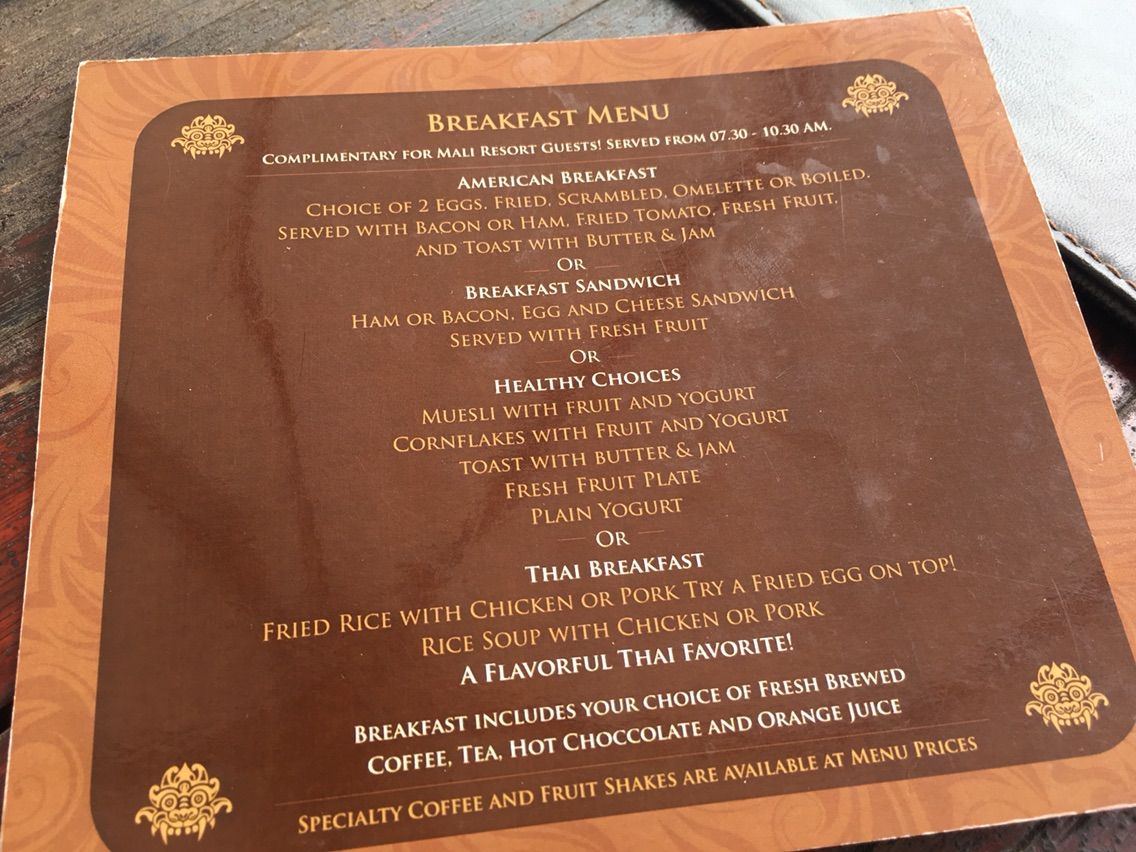 BREAKFAST MENU
COMPLIMENTARY FOR MALI RESORT GUESTS! SERVED FROM 07.30 - 10.30 AM.
AMERICAN BREAKFAST
CHOICE OF 2 EGGS. FRIED, SCRAMBLED, OMELETTE OR BOILED.
SERVED WITH BACON OR HAM, FRIED TOMATO, FRESH FRUIT,
AND TOAST WITH BUTTER & JAM
OR
BREAKFAST SANDWICH
HAM OR BACON, EGG AND CHEESE SANDWICH
SERVED WITH FRESH FRUIT
OR
HEALTHY CHOICES
MUESLI WITH FRUIT AND YOGURT
CORNFLAKES WITH FRUIT AND YOGURT
TOAST WITH BUTTER & JAM
FRESH FRUIT PLATE
PLAIN YOGURT
OR
THAI BREAKFAST
FRIED RICE WITH CHICKEN OR PORK TRY A FRIED EGG ON TOP!
RICE SOUP WITH CHICKEN OR PORK
A FLAVORFUL THAI FAVORITE!
BREAKFAST INCLUDES YOUR CHOICE OF FRESH BREWED
COFFEE, TEA, HOT CHOCCOLATE AND ORANGE JUICE
SPECIALTY COFFEE AND FRUIT SHAKES ARE AVAILABLE AT MENU PRICES